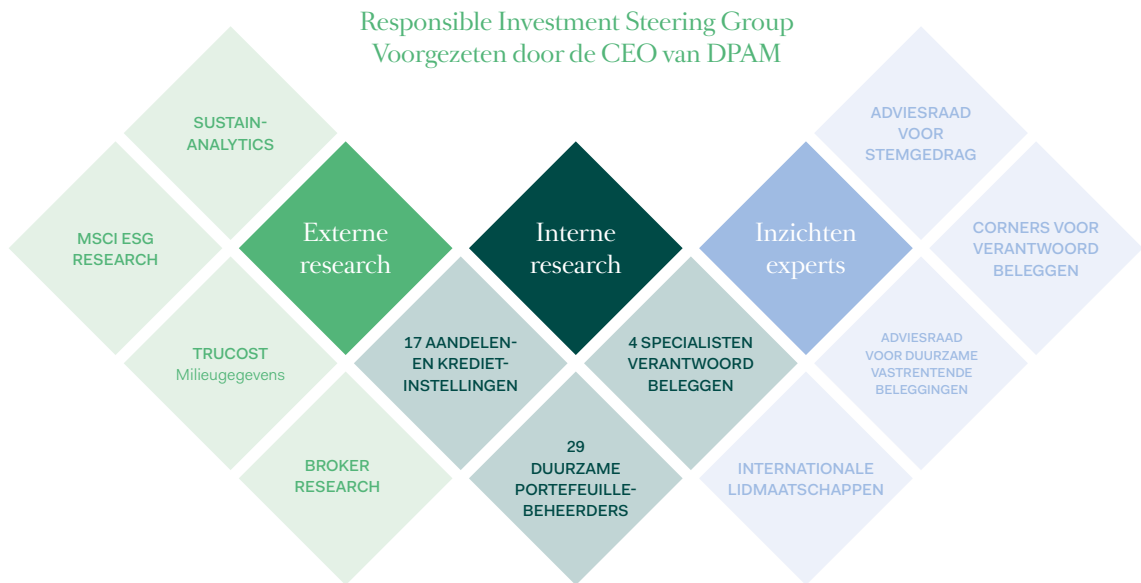 Responsible Investment Steering Group
Voorgezeten door de CEO van DPAM
SUSTAIN-
ANALYTICS
MSCI ESG
RESEARCH
Externe
research
TRUCOST
Milieugegevens
BROKER
RESEARCH
Interne
research
17 AANDELEN-
EN KREDIET-
INSTELLINGEN
4 SPECIALISTEN
VERANTWOORD
BELEGGEN
29
DUURZAME
PORTEFEUILLE-
BEHEERDERS
Inzichten
experts
ADVIESRAAD
VOOR
STEMGEDRAG
CORNERS VOOR
VERANTWOORD
BELEGGEN
ADVIESRAAD
VOOR DUURZAME
VASTRENTENDE
BELEGGINGEN
INTERNATIONALE
LIDMAATSCHAPPEN